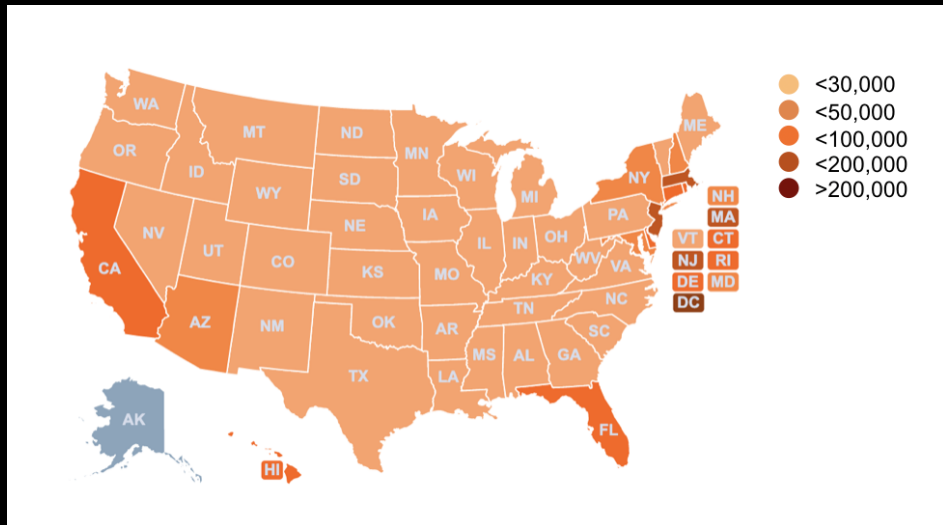 <30,000
<50,000
<100,000
<200,000
>200,000
WA
MT
ND
MN
ME
OR
ID
WY
SD
WI
MI
NY
NH
MA
NV
UT
CO
NE
IA
IL
IN
OH
PA
VT
CT
CA
KS
MO
KY
WV
VA
NJ
RI
DE
MD
DC
AZ
NM
OK
AR
TN
NC
SC
TX
LA
MS
AL
GA
FL
AK
HI